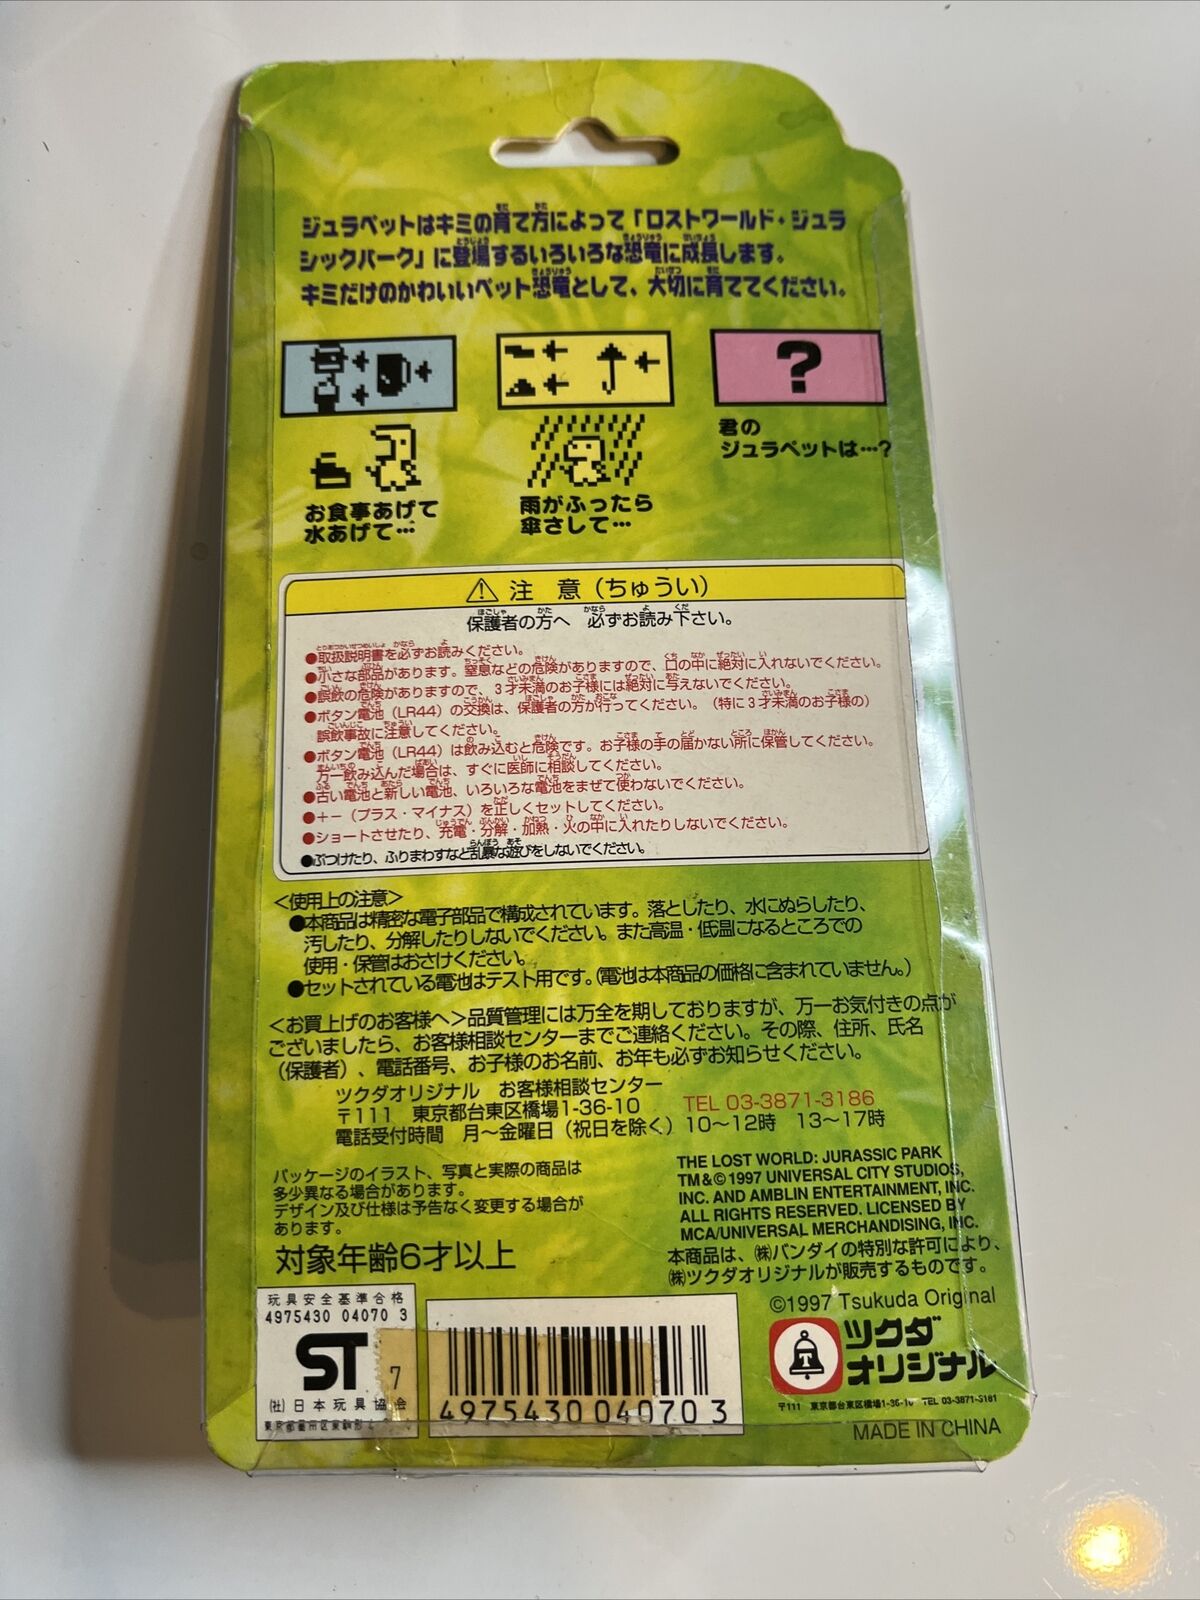 ジュラペットはキミの育て方によって「ロストワールド・ジュラ
シックパーク」に登場するいろいろな恐竜に成長します。
キミだけのかわいいペット恐竜として、大切に育ててください。
?
君の
ジュラペットは…?
お食事あげて
水あげて…
雨がふったら
傘さして…
⚠ 注 意（ちゅうい）
保護者の方へ 必ずお読み下さい。
●取扱説明書を必ずお読みください。
●小さな部品があります。窒息などの危険がありますので、口の中に絶対に入れないでください。
●誤飲の危険がありますので、3才未満のお子様には絶対に与えないでください。
●ボタン電池（LR44）の交換は、保護者の方が行ってください。（特に3才未満のお子様の）
誤飲事故に注意してください。
●ボタン電池（LR44）は飲み込むと危険です。お子様の手の届かない所に保管してください。
万一飲み込んだ場合は、すぐに医師に相談してください。
●古い電池と新しい電池、いろいろな電池をまぜて使わないでください。
●＋－（プラス・マイナス）を正しくセットしてください。
●ショートさせたり、充電・分解・加熱・火の中に入れたりしないでください。
●ぶつけたり、ふりまわすなど乱暴な遊びをしないでください。
＜使用上の注意＞
●本商品は精密な電子部品で構成されています。落としたり、水にぬらしたり、
汚したり、分解したりしないでください。また高温・低温になるところでの
使用・保管はおさけください。
●セットされている電池はテスト用です。（電池は本商品の価格に含まれていません。）
＜お買上げのお客様へ＞品質管理には万全を期しておりますが、万一お気付きの点が
ございましたら、お客様相談センターまでご連絡ください。その際、住所、氏名
（保護者）、電話番号、お子様のお名前、お年も必ずお知らせください。
ツクダオリジナル お客様相談センター
〒111 東京都台東区橋場1-36-10 TEL 03-3871-3186
電話受付時間 月～金曜日（祝日を除く）10～12時 13～17時
パッケージのイラスト、写真と実際の商品は
多少異なる場合があります。
デザイン及び仕様は予告なく変更する場合が
あります。
対象年齢6才以上
THE LOST WORLD: JURASSIC PARK
TM & © 1997 UNIVERSAL CITY STUDIOS,
INC. AND AMBLIN ENTERTAINMENT, INC.
ALL RIGHTS RESERVED. LICENSED BY
MCA/UNIVERSAL MERCHANDISING, INC.
本商品は、㈱バンダイの特別な許可により、
㈱ツクダオリジナルが販売するものです。
玩具安全基準合格
4975430 04070 3
ST 7
(社)日本玩具協会
4975430 040703
©1997 Tsukuda Original
T
ツクダ
オリジナル
〒111 東京都台東区橋場1-36-10 TEL 03-3871-3186
MADE IN CHINA